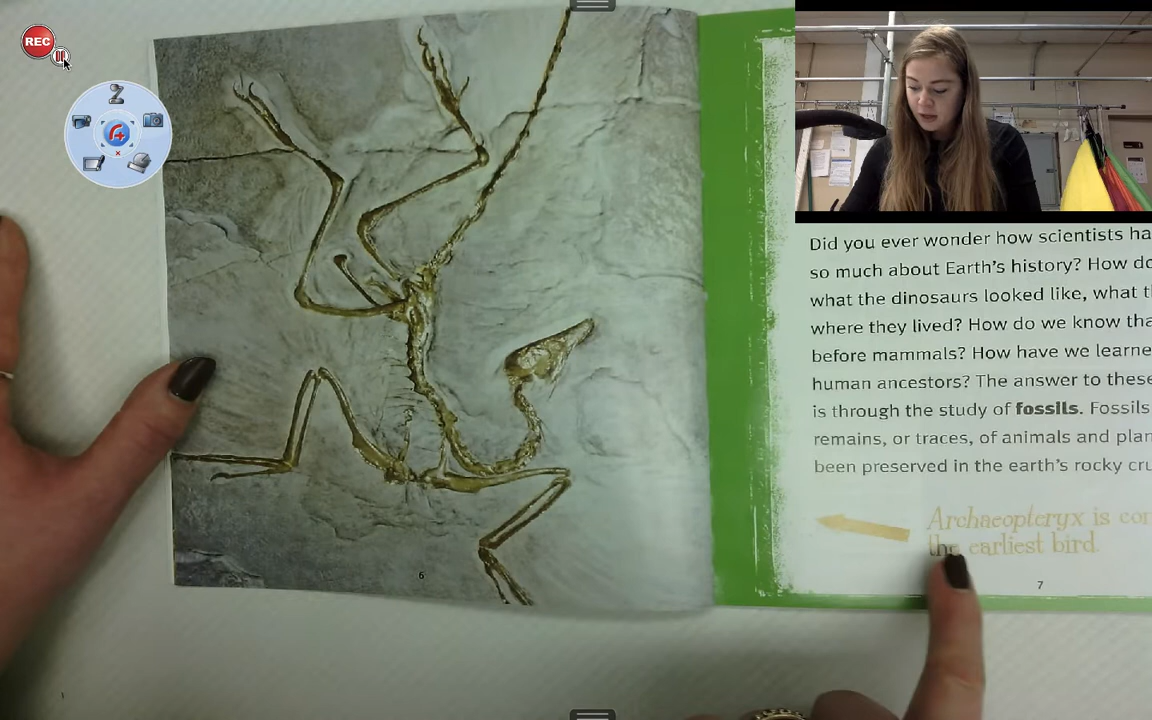 REC
Did you ever wonder how scientists ha
so much about Earth's history? How do
what the dinosaurs looked like, what t
where they lived? How do we know tha
before mammals? How have we learne
human ancestors? The answer to these
is through the study of fossils. Fossils
remains, or traces, of animals and plan
been preserved in the earth's rocky cru
Archaeopteryx is con
the earliest bird.
6
7